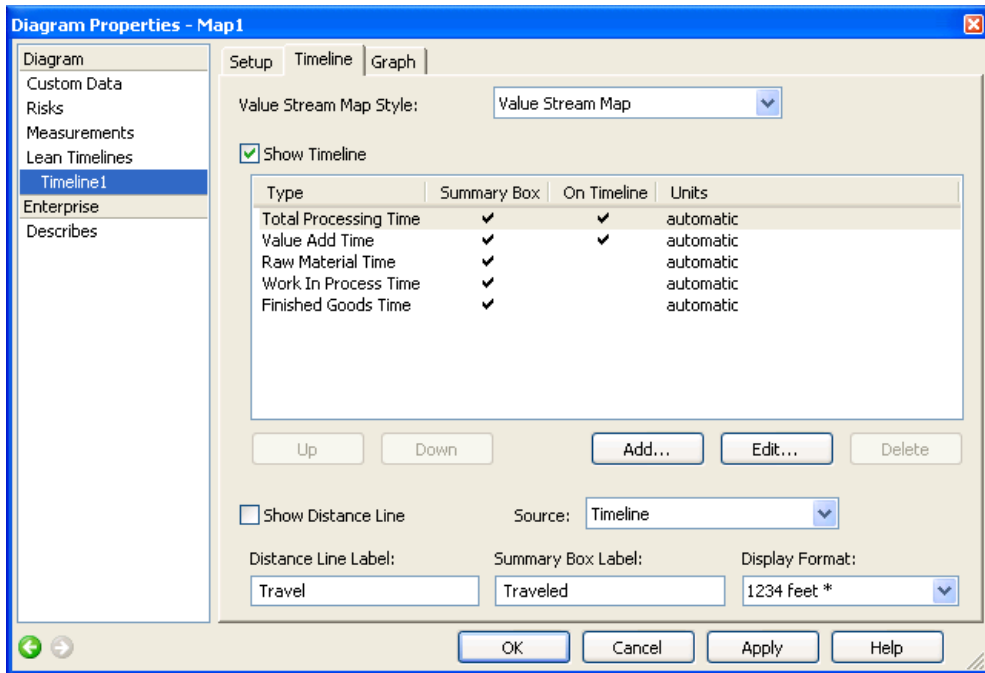 Diagram Properties - Map1
Diagram
Custom Data
Risks
Measurements
Lean Timelines
Timeline1
Enterprise
Describes
Setup Timeline Graph
Value Stream Map Style: Value Stream Map
Show Timeline
Type Summary Box On Timeline Units
Total Processing Time automatic
Value Add Time automatic
Raw Material Time automatic
Work In Process Time automatic
Finished Goods Time automatic
Up Down Add... Edit... Delete
Show Distance Line Source: Timeline
Distance Line Label: Summary Box Label: Display Format:
Travel Traveled 1234 feet *
OK Cancel Apply Help